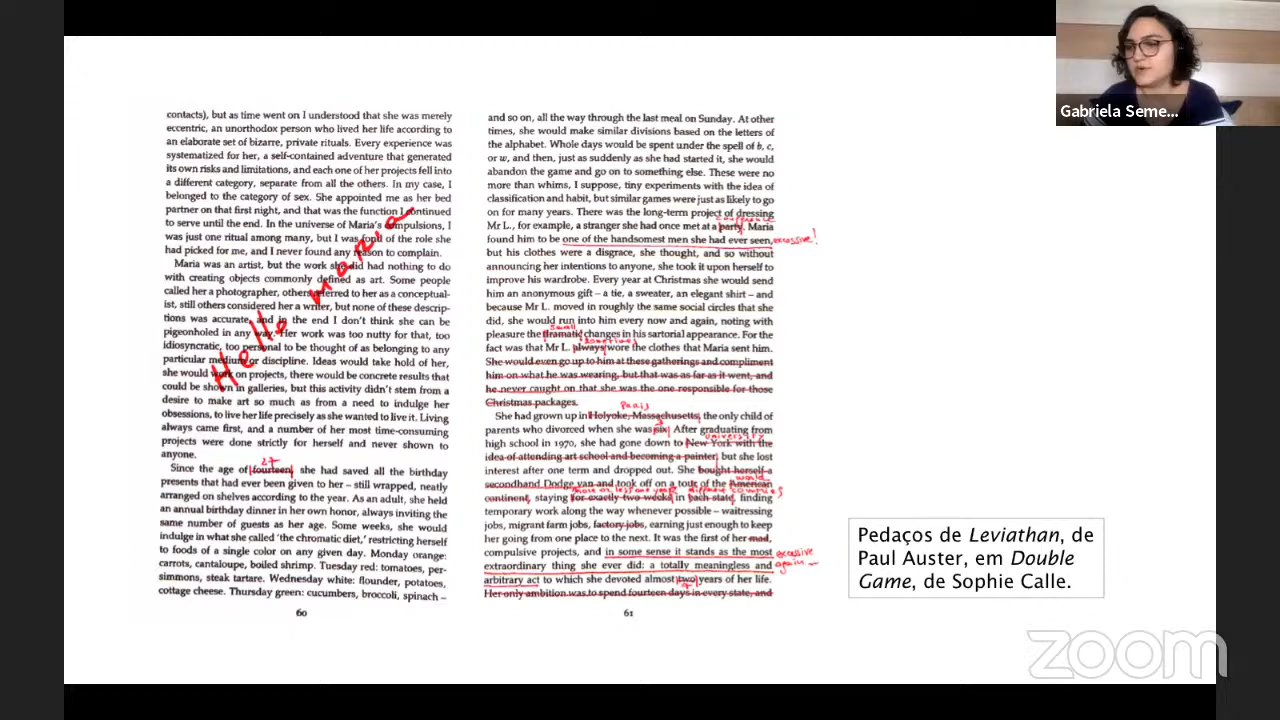 contacts), but as time went on I understood that she was merely
eccentric, an unorthodox person who lived her life according to
an elaborate set of bizarre, private rituals. Every experience was
systematized for her, a self-contained adventure that generated
its own risks and limitations, and each one of her projects fell into
a different category, separate from all the others. In my case, I
belonged to the category of sex. She appointed me as her bed
partner on that first night, and that was the function I continued
to serve until the end. In the universe of Maria's compulsions, I
was just one ritual among many, but I was fond of the role she
had picked for me, and I never found any reason to complain.
Maria was an artist, but the work she did had nothing to do
with creating objects commonly defined as art. Some people
called her a photographer, others referred to her as a conceptual-
ist, still others considered her a writer, but none of these descrip-
tions was accurate, and in the end I don't think she can be
pigeonholed in any way. Her work was too nutty for that, too
idiosyncratic, too personal to be thought of as belonging to any
particular medium or discipline. Ideas would take hold of her,
she would work on projects, there would be concrete results that
could be shown in galleries, but this activity didn't stem from a
desire to make art so much as from a need to indulge her
obsessions, to live her life precisely as she wanted to live it. Living
always came first, and a number of her most time-consuming
projects were done strictly for herself and never shown to
anyone.
27
Since the age of fourteen, she had saved all the birthday
presents that had ever been given to her – still wrapped, neatly
arranged on shelves according to the year. As an adult, she held
an annual birthday dinner in her own honor, always inviting the
same number of guests as her age. Some weeks, she would
indulge in what she called 'the chromatic diet,' restricting herself
to foods of a single color on any given day. Monday orange:
carrots, cantaloupe, boiled shrimp. Tuesday red: tomatoes, per-
simmons, steak tartare. Wednesday white: flounder, potatoes,
cottage cheese. Thursday green: cucumbers, broccoli, spinach –
60
Hello maria
and so on, all the way through the last meal on Sunday. At other
times, she would make similar divisions based on the letters of
the alphabet. Whole days would be spent under the spell of b, c,
or w, and then, just as suddenly as she had started it, she would
abandon the game and go on to something else. These were no
more than whims, I suppose, tiny experiments with the idea of
classification and habit, but similar games were just as likely to go
on for many years. There was the long-term project of dressing
conference
Mr L., for example, a stranger she had once met at a party. Maria
found him to be one of the handsomest men she had ever seen, excessive!
but his clothes were a disgrace, she thought, and so without
announcing her intentions to anyone, she took it upon herself to
improve his wardrobe. Every year at Christmas she would send
him an anonymous gift – a tie, a sweater, an elegant shirt – and
because Mr L. moved in roughly the same social circles that she
did, she would run into him every now and again, noting with
small
pleasure the dramatic changes in his sartorial appearance. For the
sometimes
fact was that Mr L. always wore the clothes that Maria sent him.
She would even go up to him at these gatherings and compliment
him on what he was wearing, but that was as far as it went, and
he never caught on that she was the one responsible for those
Christmas packages.
Paris
She had grown up in Holyoke, Massachusetts, the only child of
parents who divorced when she was six. After graduating from
university
high school in 1970, she had gone down to New York with the
idea of attending art school and becoming a painter, but she lost
interest after one term and dropped out. She bought herself a
world
secondhand Dodge van and took off on a tour of the American
more or less one year different countries
continent, staying for exactly two weeks in each state, finding
temporary work along the way whenever possible – waitressing
jobs, migrant farm jobs, factory jobs, earning just enough to keep
her going from one place to the next. It was the first of her mad,
compulsive projects, and in some sense it stands as the most excessive
extraordinary thing she ever did: a totally meaningless and again –
arbitrary act to which she devoted almost two years of her life.
Her only ambition was to spend fourteen days in every state, and
61
Gabriela Seme...
Pedaços de Leviathan, de
Paul Auster, em Double
Game, de Sophie Calle.
zoom